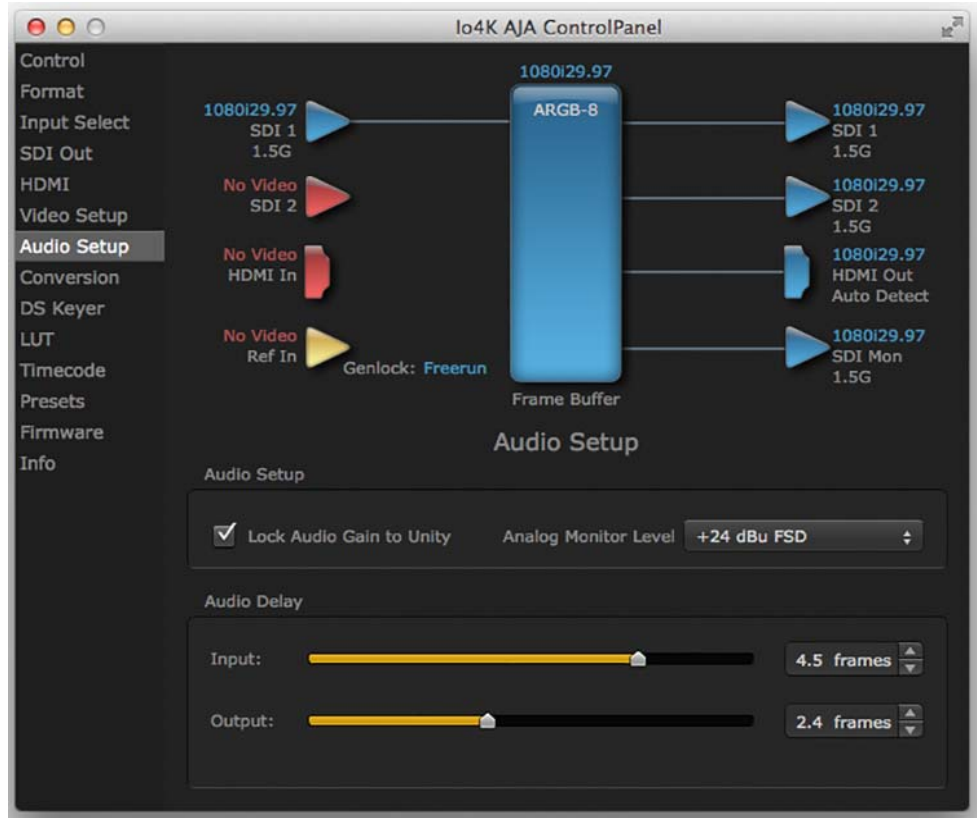 Io4K AJA ControlPanel
Control
Format
Input Select
SDI Out
HDMI
Video Setup
Audio Setup
Conversion
DS Keyer
LUT
Timecode
Presets
Firmware
Info
1080i29.97
SDI 1
1.5G
No Video
SDI 2
No Video
HDMI In
No Video
Ref In
Genlock: Freerun
1080i29.97
ARGB-8
Frame Buffer
1080i29.97
SDI 1
1.5G
1080i29.97
SDI 2
1.5G
1080i29.97
HDMI Out
Auto Detect
1080i29.97
SDI Mon
1.5G
Audio Setup
Audio Setup
Lock Audio Gain to Unity Analog Monitor Level +24 dBu FSD
Audio Delay
Input: 4.5 frames
Output: 2.4 frames